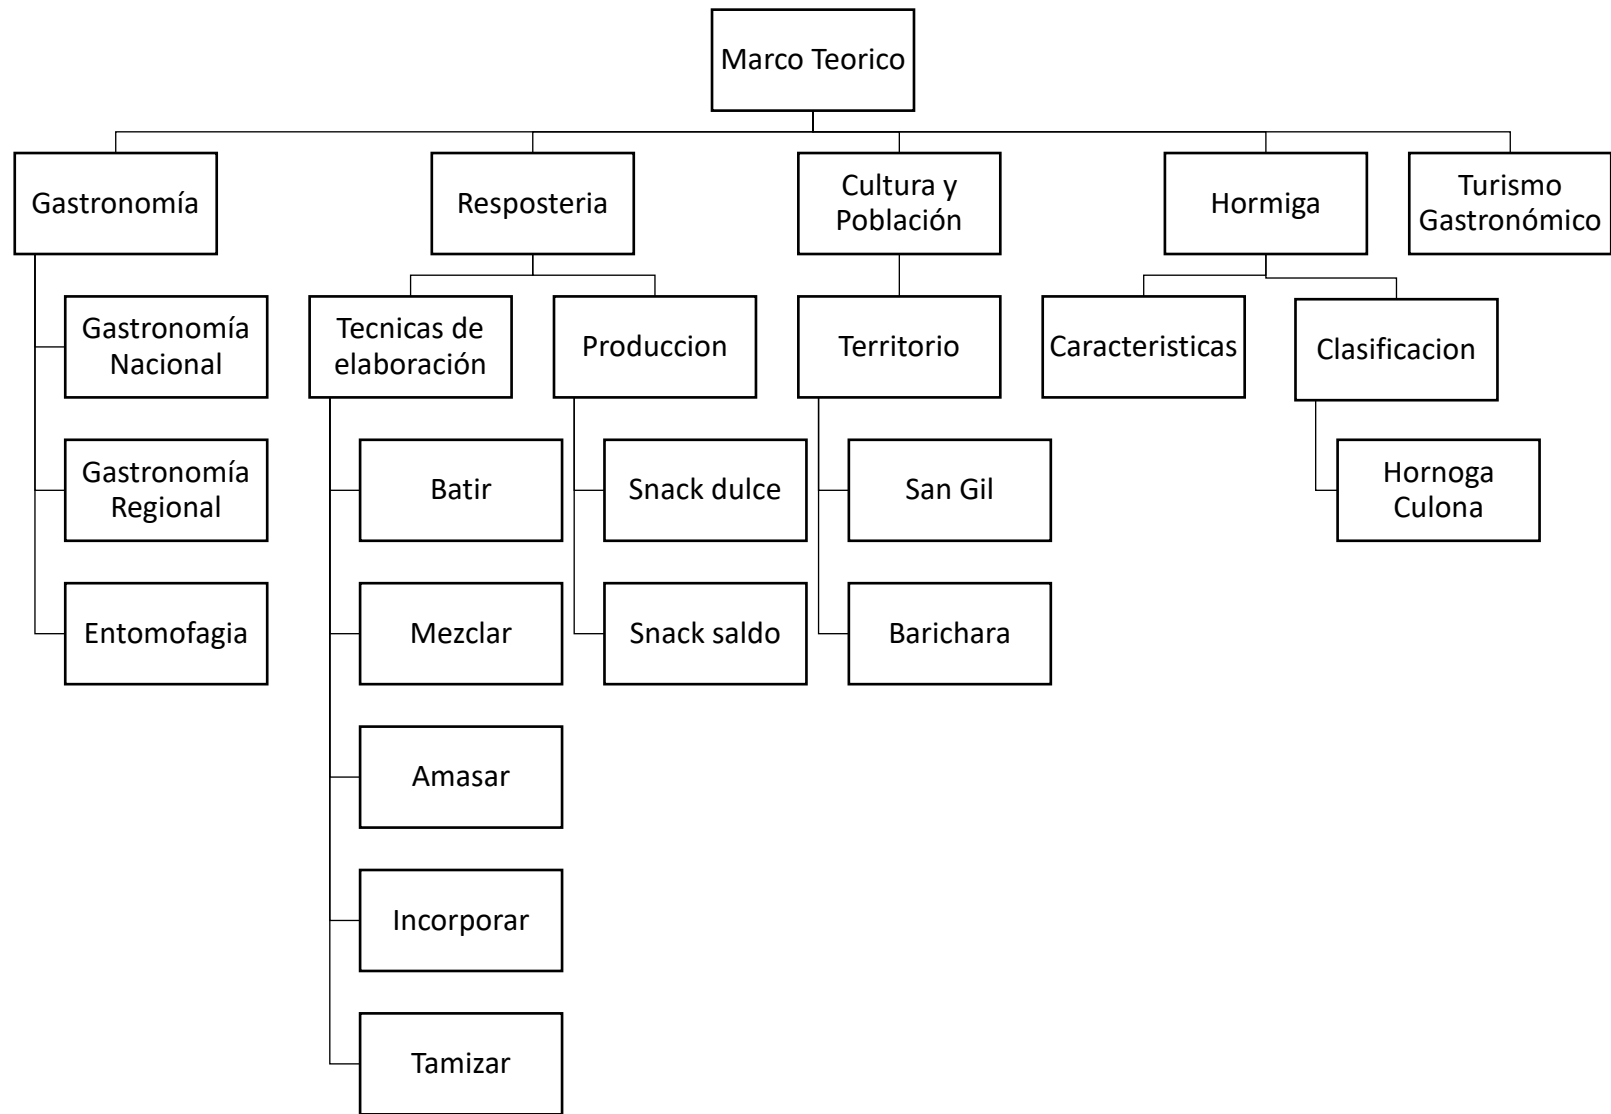 Marco Teorico
Gastronomía
Resposteria
Cultura y
Población
Hormiga
Turismo
Gastronómico
Gastronomía
Nacional
Tecnicas de
elaboración
Produccion
Territorio
Caracteristicas
Clasificacion
Gastronomía
Regional
Batir
Snack dulce
San Gil
Hornoga
Culona
Entomofagia
Mezclar
Snack saldo
Barichara
Amasar
Incorporar
Tamizar